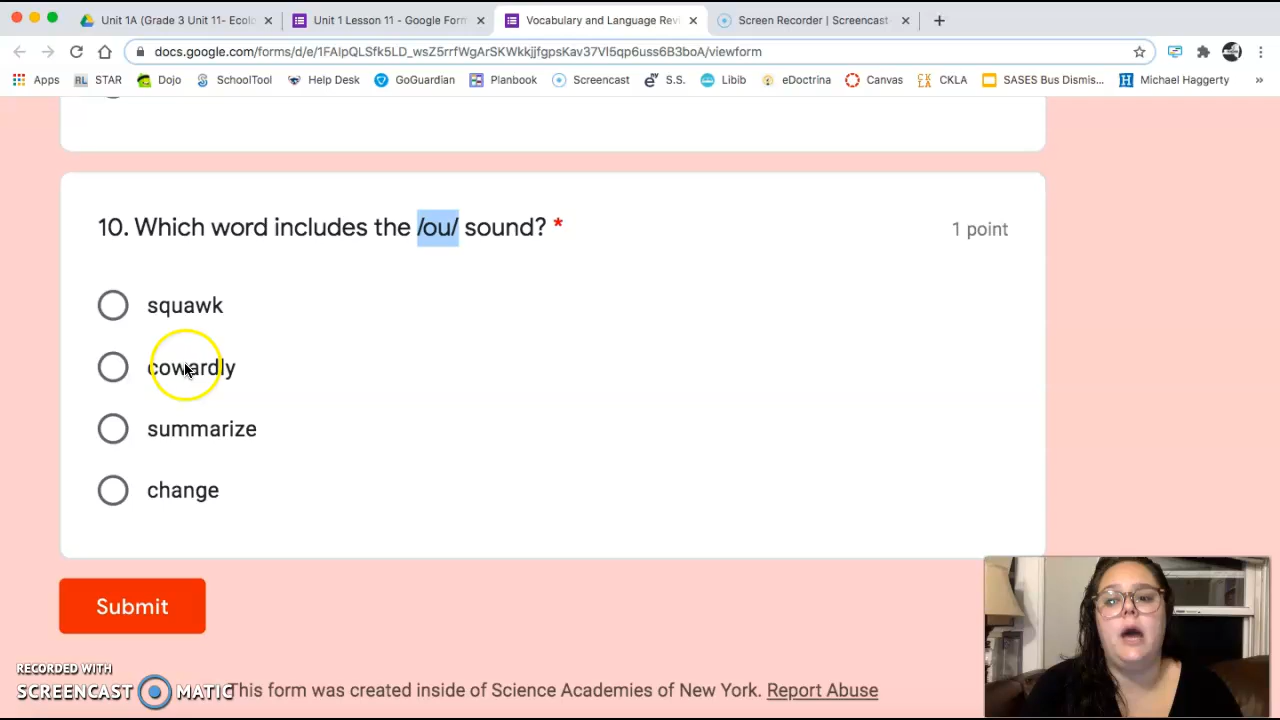 Unit 1A (Grade 3 Unit 11- Ecolo
Unit 1 Lesson 11 - Google Form
Vocabulary and Language Revi
Screen Recorder | Screencast-
docs.google.com/forms/d/e/1FAIpQLSfk5LD_wsZ5rrfWgArSKWkkjjfgpsKav37VI5qp6uss6B3boA/viewform
Apps STAR Dojo SchoolTool Help Desk GoGuardian Planbook Screencast S.S. Libib eDoctrina Canvas CKLA SASES Bus Dismis... Michael Haggerty »
10. Which word includes the /ou/ sound? *
1 point
squawk
cowardly
summarize
change
Submit
RECORDED WITH
SCREENCAST MATIC
This form was created inside of Science Academies of New York. Report Abuse